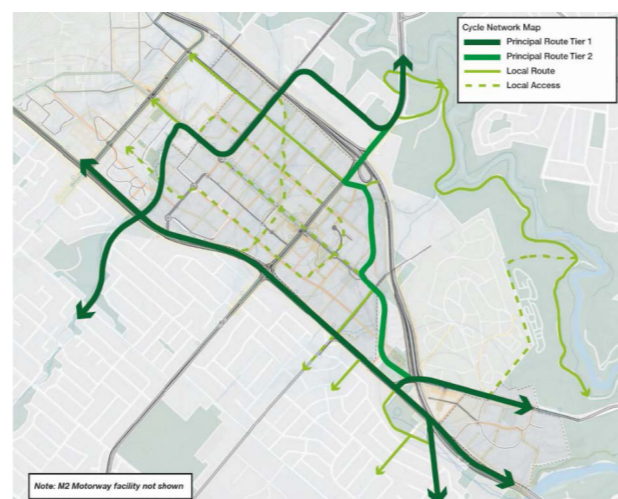 Cycle Network Map
Principal Route Tier 1
Principal Route Tier 2
Local Route
Local Access
Note: M2 Motorway facility not shown